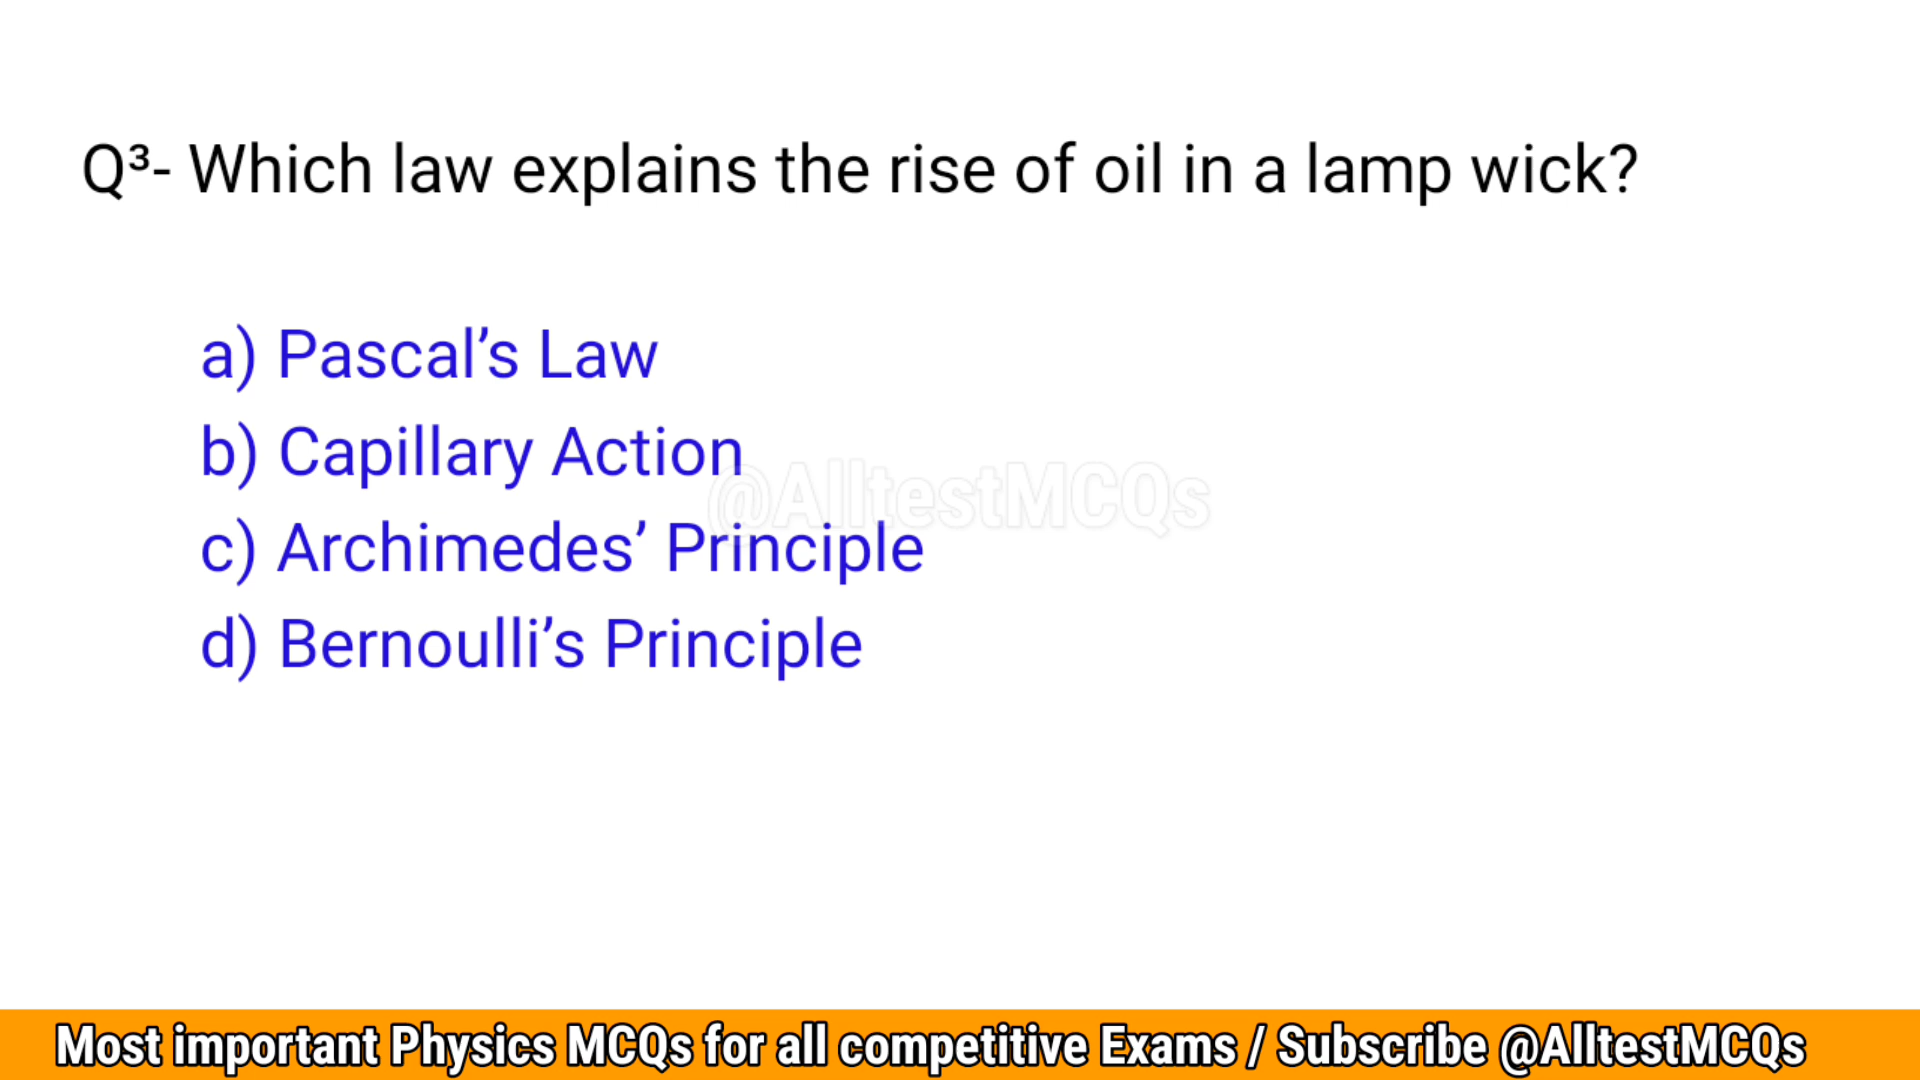 Q³- Which law explains the rise of oil in a lamp wick?
a) Pascal’s Law
b) Capillary Action
@AlltestMCQs
c) Archimedes’ Principle
d) Bernoulli’s Principle
Most important Physics MCQs for all competitive Exams / Subscribe @AlltestMCQs